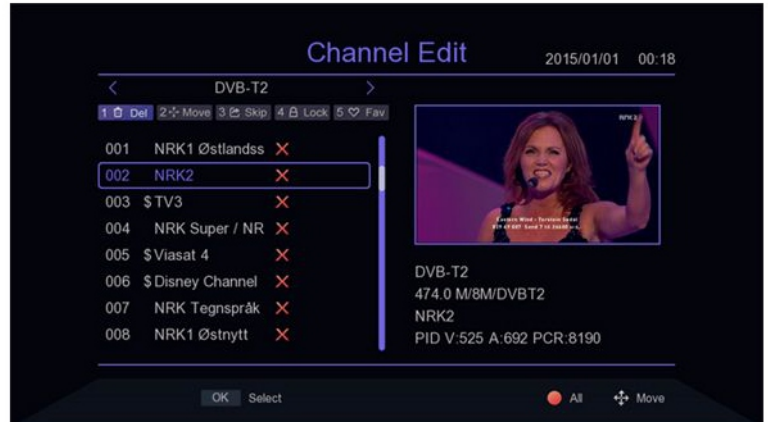 Channel Edit
2015/01/01 00:18
DVB-T2
1 Del 2 Move 3 Skip 4 Lock 5 Fav
001 NRK1 Østlandss
002 NRK2
003 $ TV3
004 NRK Super / NR
005 $ Viasat 4
006 $ Disney Channel
007 NRK Tegnspråk
008 NRK1 Østnytt
NRK2
DVB-T2
474.0 M/8M/DVBT2
NRK2
PID V:525 A:692 PCR:8190
OK Select
All Move